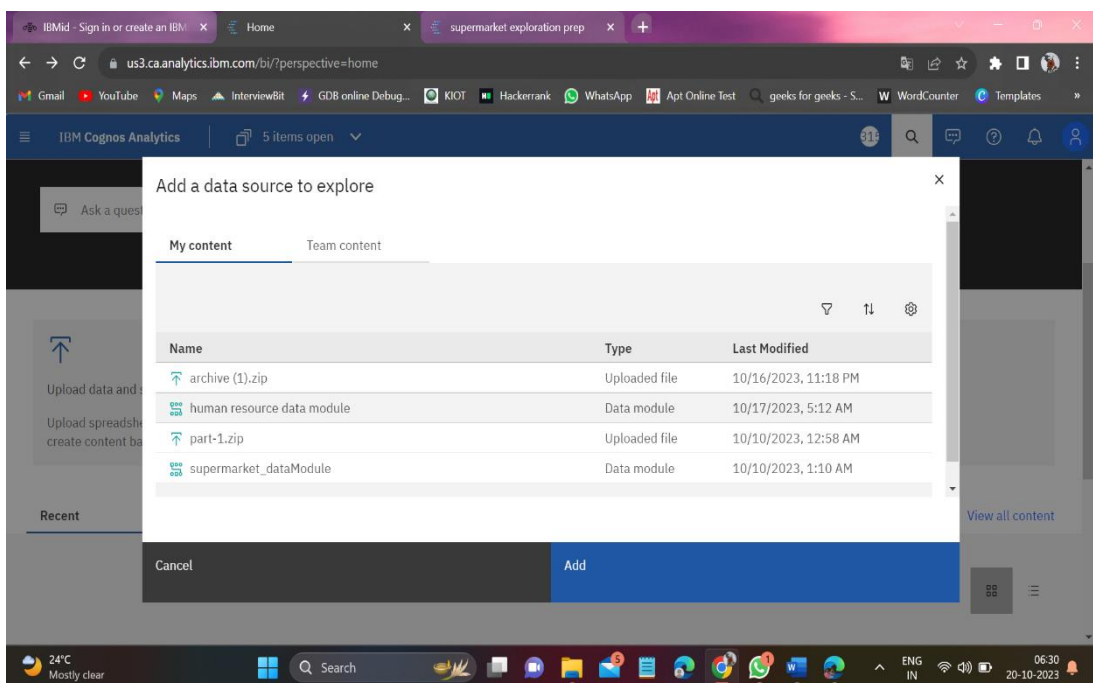 IBMid - Sign in or create an IBM
Home
supermarket exploration prep
us3.ca.analytics.ibm.com/bi/?perspective=home
Gmail YouTube Maps InterviewBit GDB online Debug... KIOT Hackerrank WhatsApp Apt Online Test geeks for geeks - S... WordCounter Templates »
IBM Cognos Analytics 5 items open
Add a data source to explore
Ask a quest
My content Team content
Name Type Last Modified
archive (1).zip Uploaded file 10/16/2023, 11:18 PM
Upload data and s
human resource data module Data module 10/17/2023, 5:12 AM
Upload spreadshe
create content ba
part-1.zip Uploaded file 10/10/2023, 12:58 AM
supermarket_dataModule Data module 10/10/2023, 1:10 AM
Recent View all content
Cancel Add
24°C
Mostly clear
Search
ENG
IN
06:30
20-10-2023